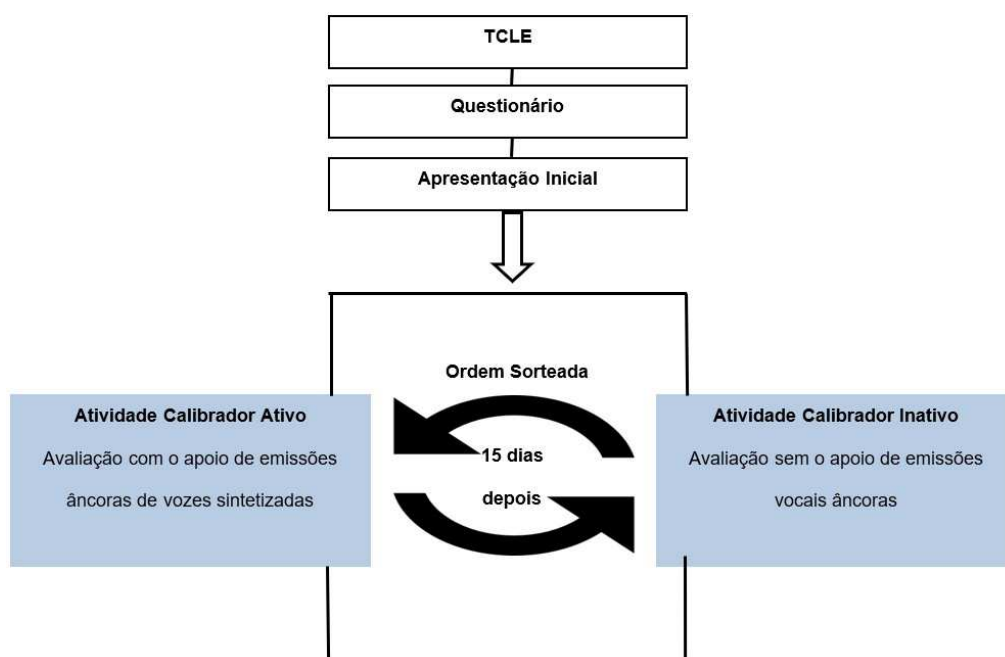 TCLE
Questionário
Apresentação Inicial
Ordem Sorteada
Atividade Calibrador Ativo
Avaliação com o apoio de emissões
âncoras de vozes sintetizadas
15 dias
depois
Atividade Calibrador Inativo
Avaliação sem o apoio de emissões
vocais âncoras